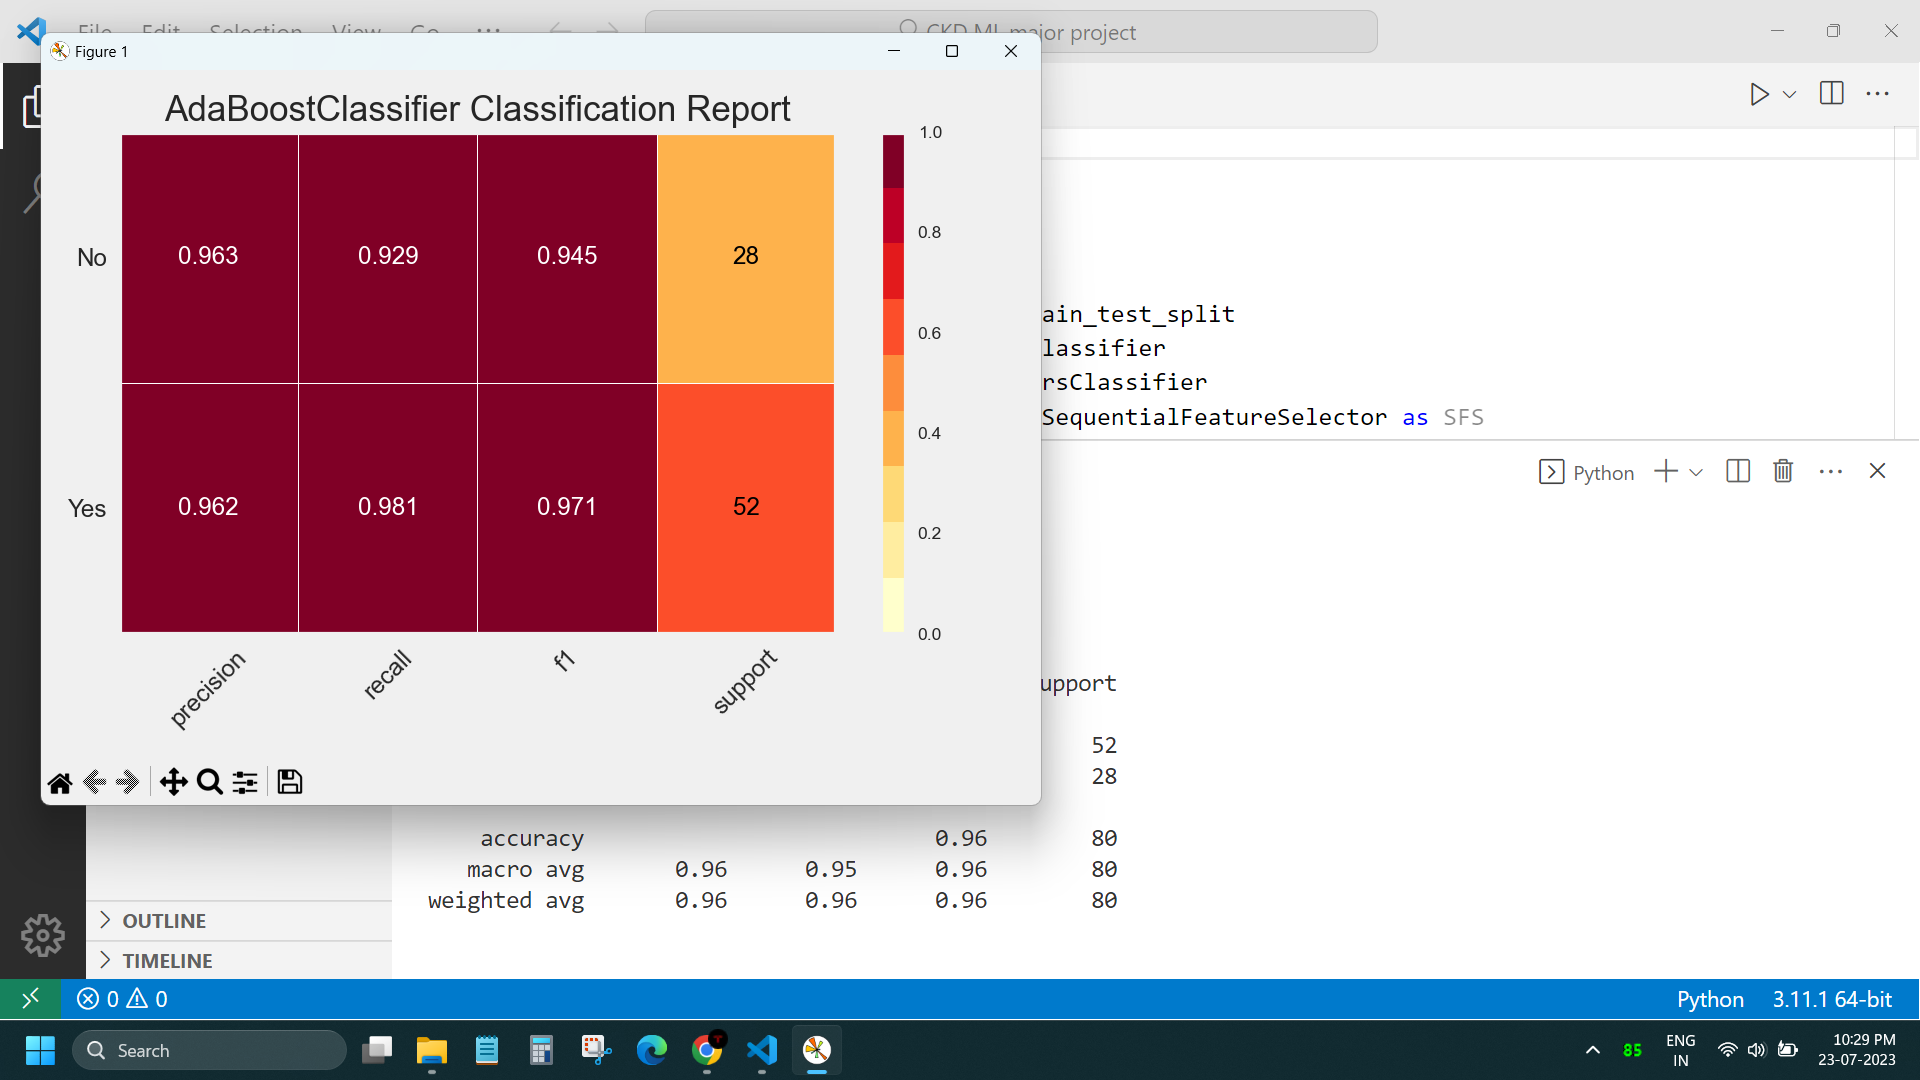 File Edit Selection View Go ...
CKD ML major project
Figure 1
AdaBoostClassifier Classification Report
1.0
No 0.963 0.929 0.945 28
0.8
0.6
0.4
Yes 0.962 0.981 0.971 52
0.2
0.0
precision recall f1 support
ain_test_split
lassifier
rsClassifier
SequentialFeatureSelector as SFS
Python
upport
52
28
accuracy 0.96 80
macro avg 0.96 0.95 0.96 80
weighted avg 0.96 0.96 0.96 80
OUTLINE
TIMELINE
0 0
Python 3.11.1 64-bit
Search
85
ENG
IN
10:29 PM
23-07-2023